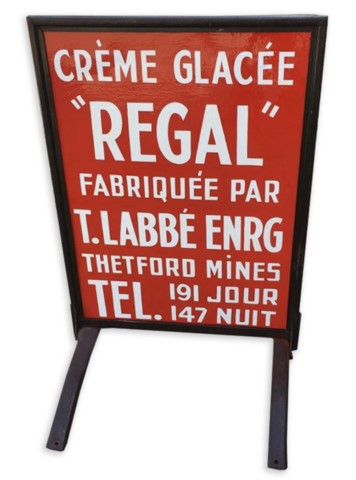 CRÈME GLACÉE
"REGAL"
FABRIQUÉE PAR
T.LABBÉ ENRG
THETFORD MINES
TEL. 191 JOUR
147 NUIT